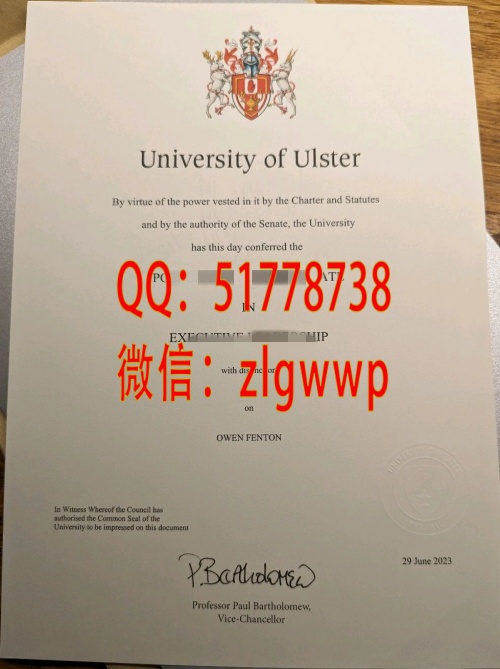 University of Ulster
By virtue of the power vested in it by the Charter and Statutes
and by the authority of the Senate, the University
has this day conferred the
QQ：51778738
IN
微信：zlgwwp
with
on
OWEN FENTON
In Witness Whereof the Council has
authorised the Common Seal of the
University to be impressed on this document
29 June 2023
P.Bartholomew
Professor Paul Bartholomew,
Vice-Chancellor